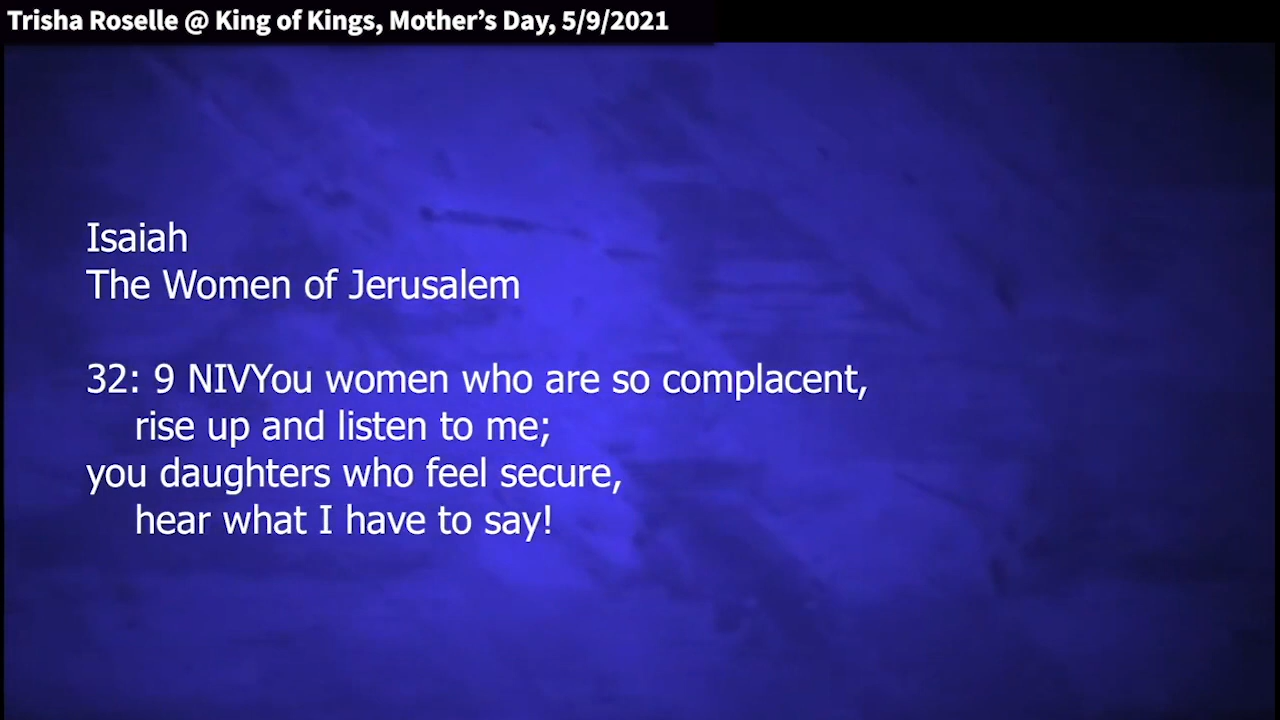 Trisha Roselle @ King of Kings, Mother’s Day, 5/9/2021
Isaiah
The Women of Jerusalem
32: 9 NIVYou women who are so complacent,
rise up and listen to me;
you daughters who feel secure,
hear what I have to say!